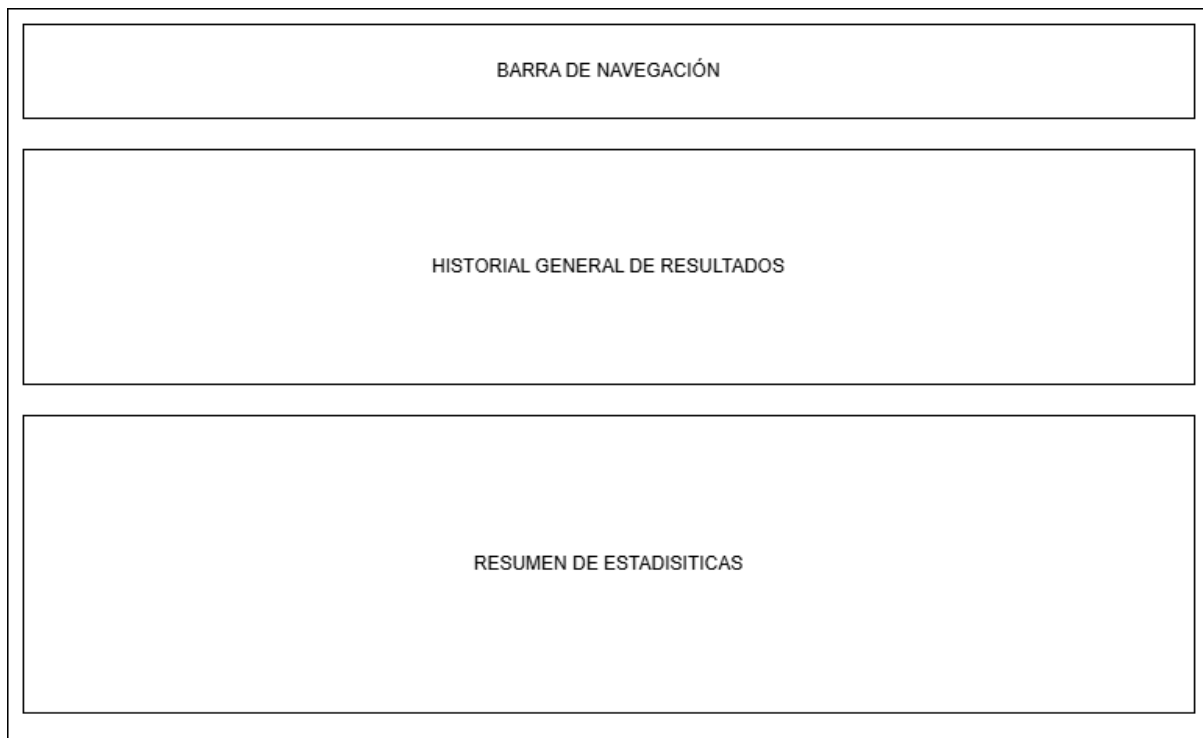 BARRA DE NAVEGACIÓN
HISTORIAL GENERAL DE RESULTADOS
RESUMEN DE ESTADISITICAS